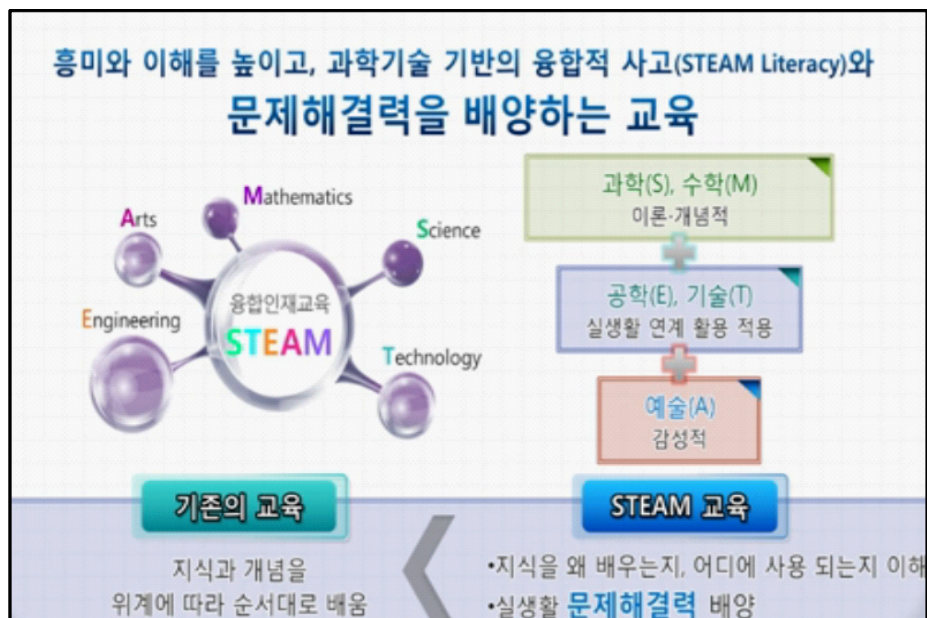 흥미와 이해를 높이고, 과학기술 기반의 융합적 사고(STEAM Literacy)와
문제해결력을 배양하는 교육
Mathematics
Arts
Science
Engineering
융합인재교육
STEAM
Technology
과학(S), 수학(M)
이론·개념적
공학(E), 기술(T)
실생활 연계 활용 적용
예술(A)
감성적
기존의 교육
지식과 개념을
위계에 따라 순서대로 배움
STEAM 교육
•지식을 왜 배우는지, 어디에 사용 되는지 이해
•실생활 문제해결력 배양